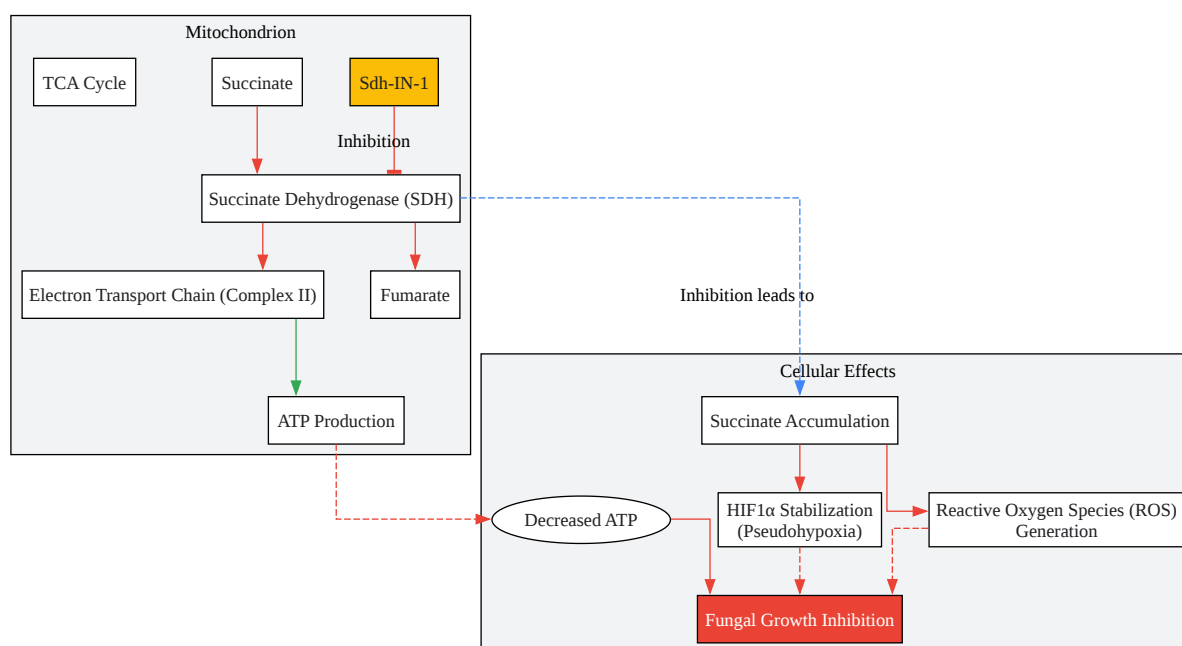 Mitochondrion
TCA Cycle
Succinate
Sdh-IN-1
Inhibition
Succinate Dehydrogenase (SDH)
Electron Transport Chain (Complex II)
Fumarate
Inhibition leads to
Cellular Effects
ATP Production
Succinate Accumulation
Decreased ATP
HIF1α Stabilization
(Pseudohypoxia)
Reactive Oxygen Species (ROS)
Generation
Fungal Growth Inhibition